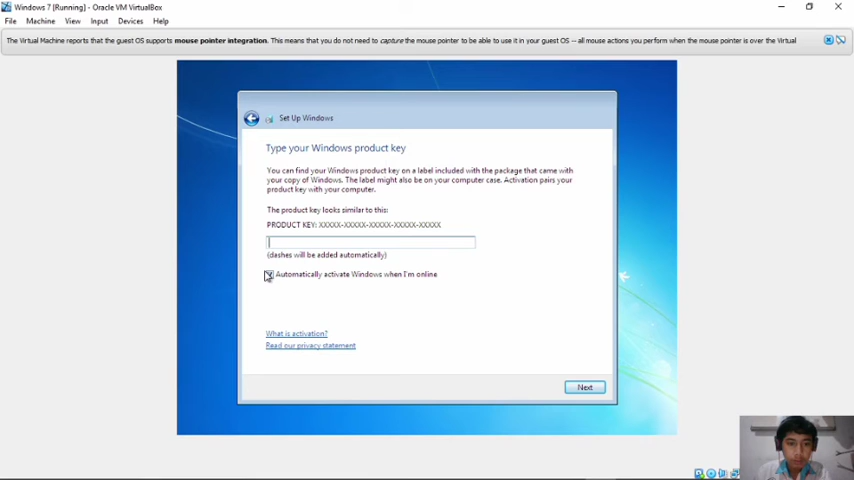 Windows 7 [Running] - Oracle VM VirtualBox
File Machine View Input Devices Help
The Virtual Machine reports that the guest OS supports mouse pointer integration. This means that you do not need to capture the mouse pointer to be able to use it in your guest OS -- all mouse actions you perform when the mouse pointer is over the Virtual
Set Up Windows
Type your Windows product key
You can find your Windows product key on a label included with the package that came with
your copy of Windows. The label might also be on your computer case. Activation pairs your
product key with your computer.
The product key looks similar to this:
PRODUCT KEY: XXXXX-XXXXX-XXXXX-XXXXX-XXXXX
(dashes will be added automatically)
Automatically activate Windows when I'm online
What is activation?
Read our privacy statement
Next